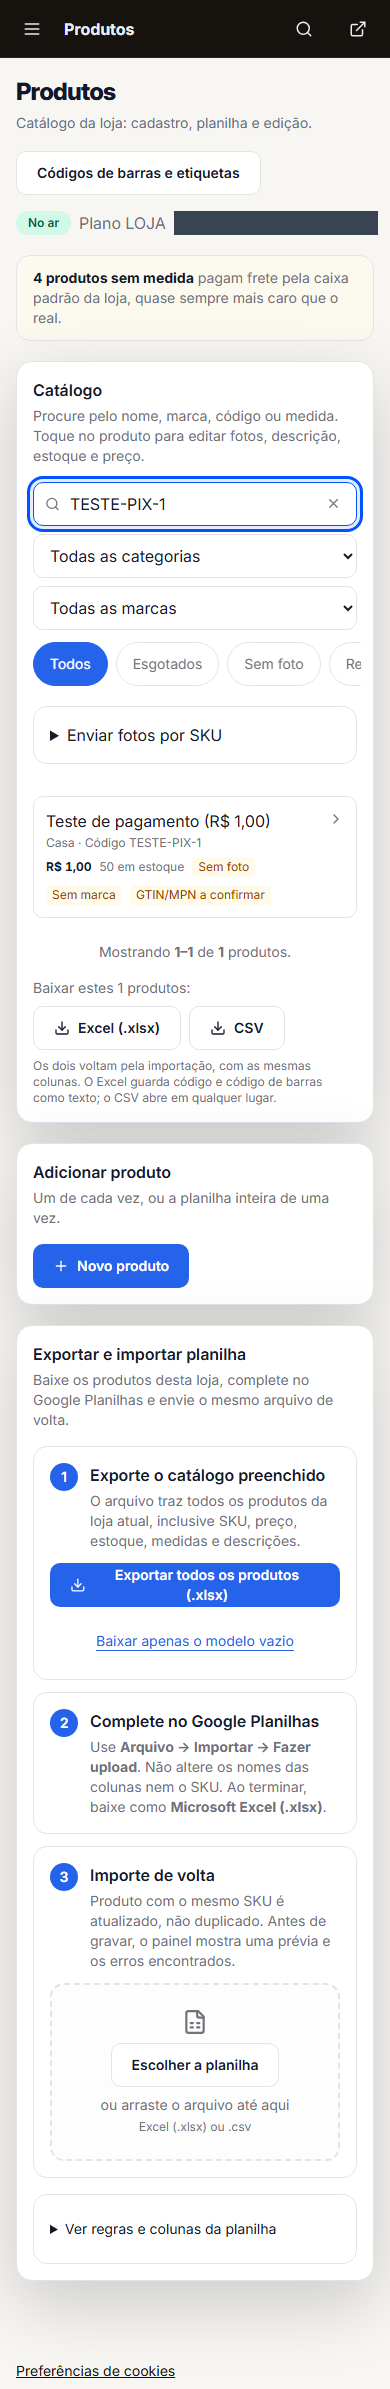 Produtos
Produtos
Catálogo da loja: cadastro, planilha e edição.
Códigos de barras e etiquetas
No ar Plano LOJA
4 produtos sem medida pagam frete pela caixa
padrão da loja, quase sempre mais caro que o
real.
Catálogo
Procure pelo nome, marca, código ou medida.
Toque no produto para editar fotos, descrição,
estoque e preço.
TESTE-PIX-1
Todas as categorias
Todas as marcas
Todos Esgotados Sem foto Re
Enviar fotos por SKU
Teste de pagamento (R$ 1,00)
Casa · Código TESTE-PIX-1
R$ 1,00 50 em estoque Sem foto
Sem marca GTIN/MPN a confirmar
Mostrando 1–1 de 1 produtos.
Baixar estes 1 produtos:
Excel (.xlsx) CSV
Os dois voltam pela importação, com as mesmas
colunas. O Excel guarda código e código de barras
como texto; o CSV abre em qualquer lugar.
Adicionar produto
Um de cada vez, ou a planilha inteira de uma
vez.
Novo produto
Exportar e importar planilha
Baixe os produtos desta loja, complete no
Google Planilhas e envie o mesmo arquivo de
volta.
1 Exporte o catálogo preenchido
O arquivo traz todos os produtos da
loja atual, inclusive SKU, preço,
estoque, medidas e descrições.
Exportar todos os produtos
(.xlsx)
Baixar apenas o modelo vazio
2 Complete no Google Planilhas
Use Arquivo → Importar → Fazer
upload. Não altere os nomes das
colunas nem o SKU. Ao terminar,
baixe como Microsoft Excel (.xlsx).
3 Importe de volta
Produto com o mesmo SKU é
atualizado, não duplicado. Antes de
gravar, o painel mostra uma prévia e
os erros encontrados.
Escolher a planilha
ou arraste o arquivo até aqui
Excel (.xlsx) ou .csv
Ver regras e colunas da planilha
Preferências de cookies